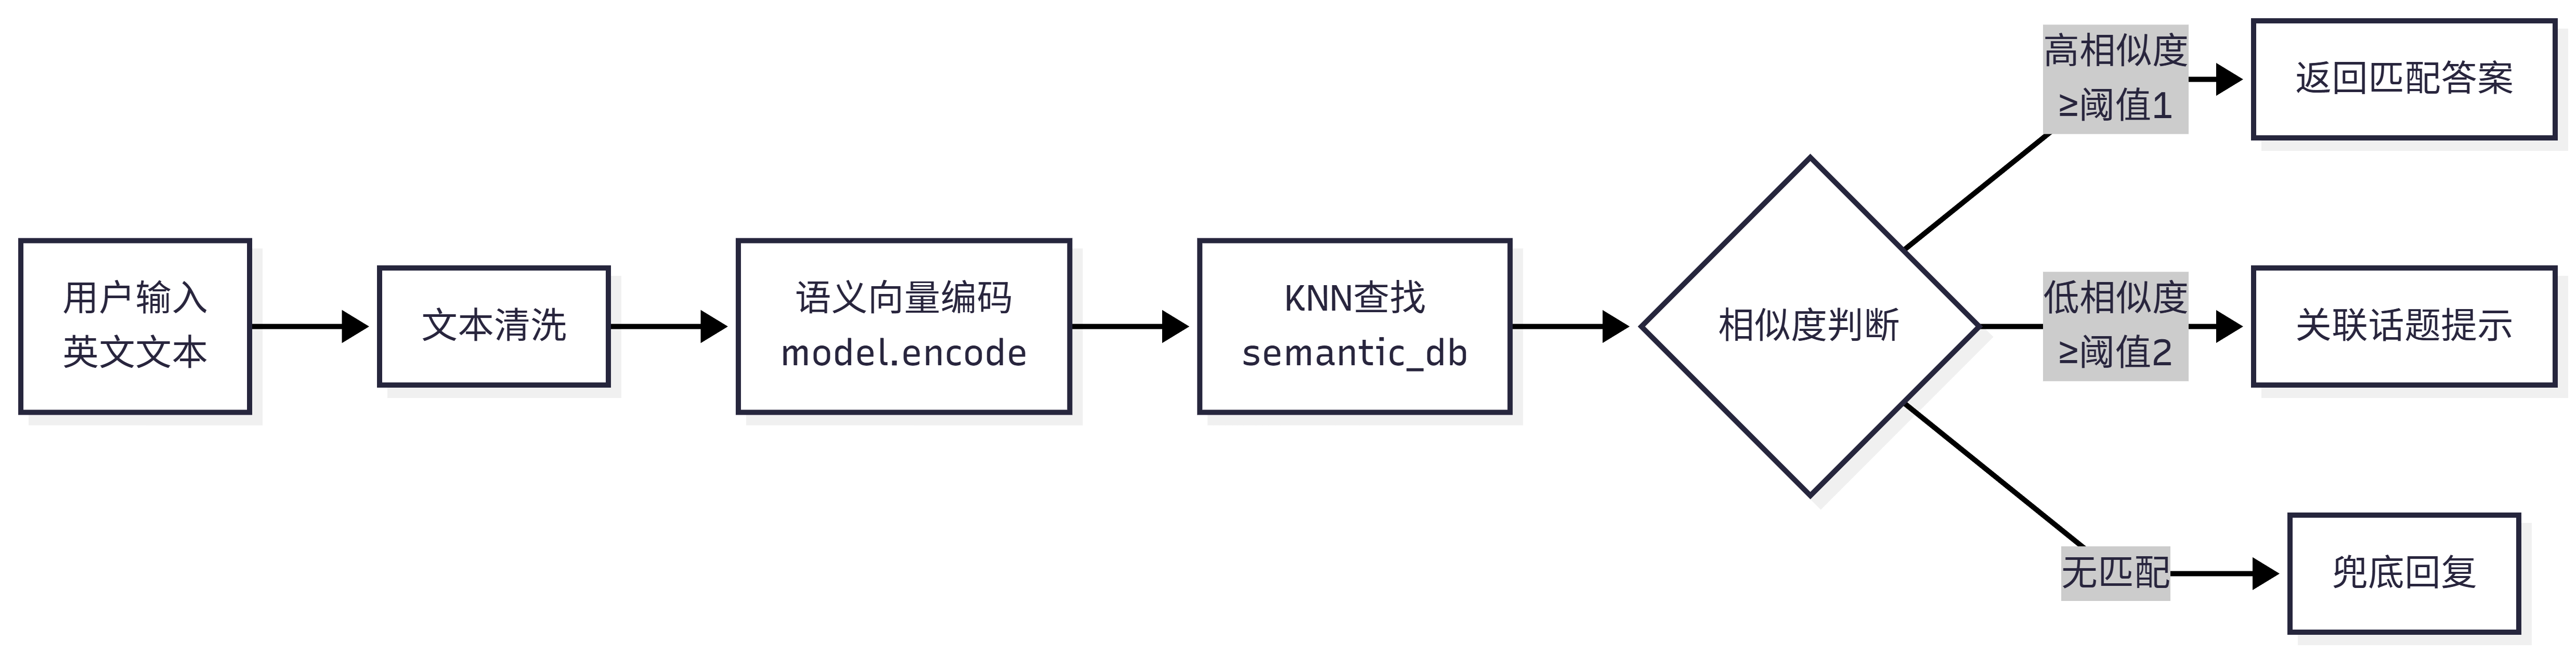 用户输入
英文文本
文本清洗
语义向量编码
model.encode
KNN查找
semantic_db
相似度判断
高相似度
≥阈值1
返回匹配答案
低相似度
≥阈值2
关联话题提示
无匹配
兜底回复